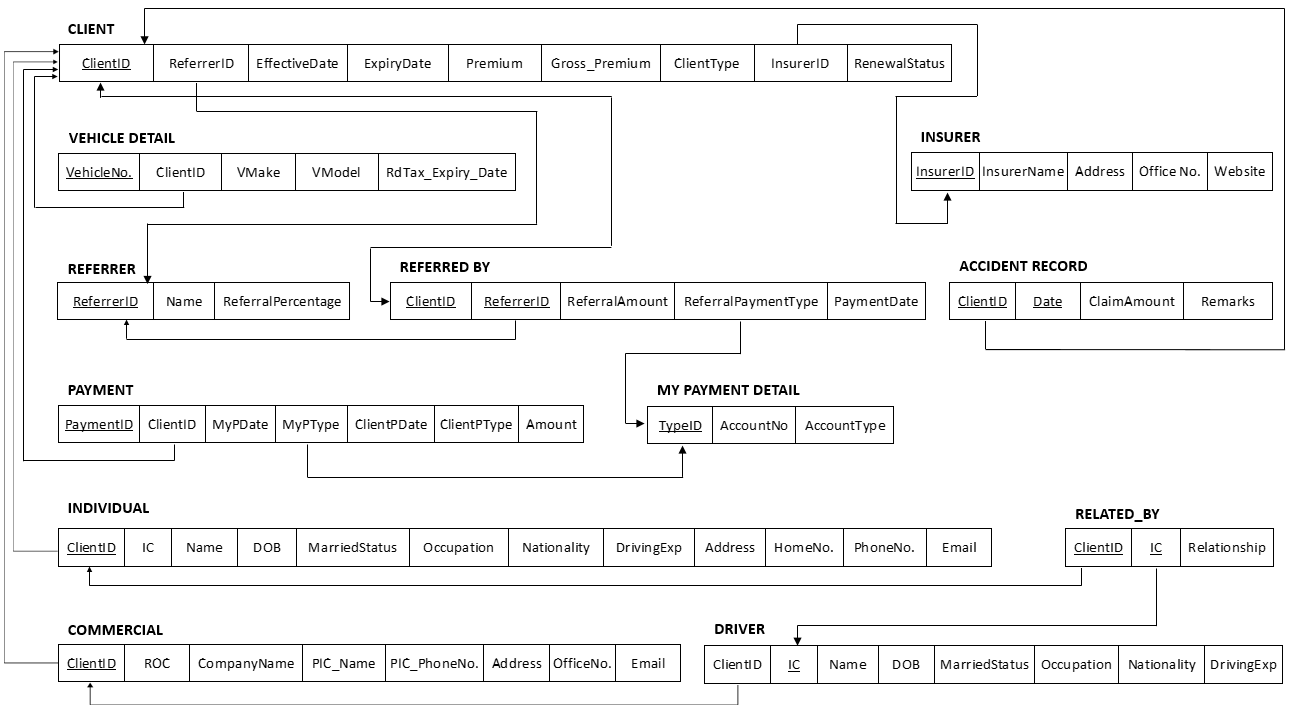 CLIENT
ClientID ReferrerID EffectiveDate ExpiryDate Premium Gross_Premium ClientType InsurerID RenewalStatus
VEHICLE DETAIL
VehicleNo. ClientID VMake VModel RdTax_Expiry_Date
INSURER
InsurerID InsurerName Address Office No. Website
REFERRER
ReferrerID Name ReferralPercentage
REFERRED BY
ClientID ReferrerID ReferralAmount ReferralPaymentType PaymentDate
ACCIDENT RECORD
ClientID Date ClaimAmount Remarks
PAYMENT
PaymentID ClientID MyPDate MyPType ClientPDate ClientPType Amount
MY PAYMENT DETAIL
TypeID AccountNo AccountType
INDIVIDUAL
ClientID IC Name DOB MarriedStatus Occupation Nationality DrivingExp Address HomeNo. PhoneNo. Email
RELATED_BY
ClientID IC Relationship
COMMERCIAL
ClientID ROC CompanyName PIC_Name PIC_PhoneNo. Address OfficeNo. Email
DRIVER
ClientID IC Name DOB MarriedStatus Occupation Nationality DrivingExp